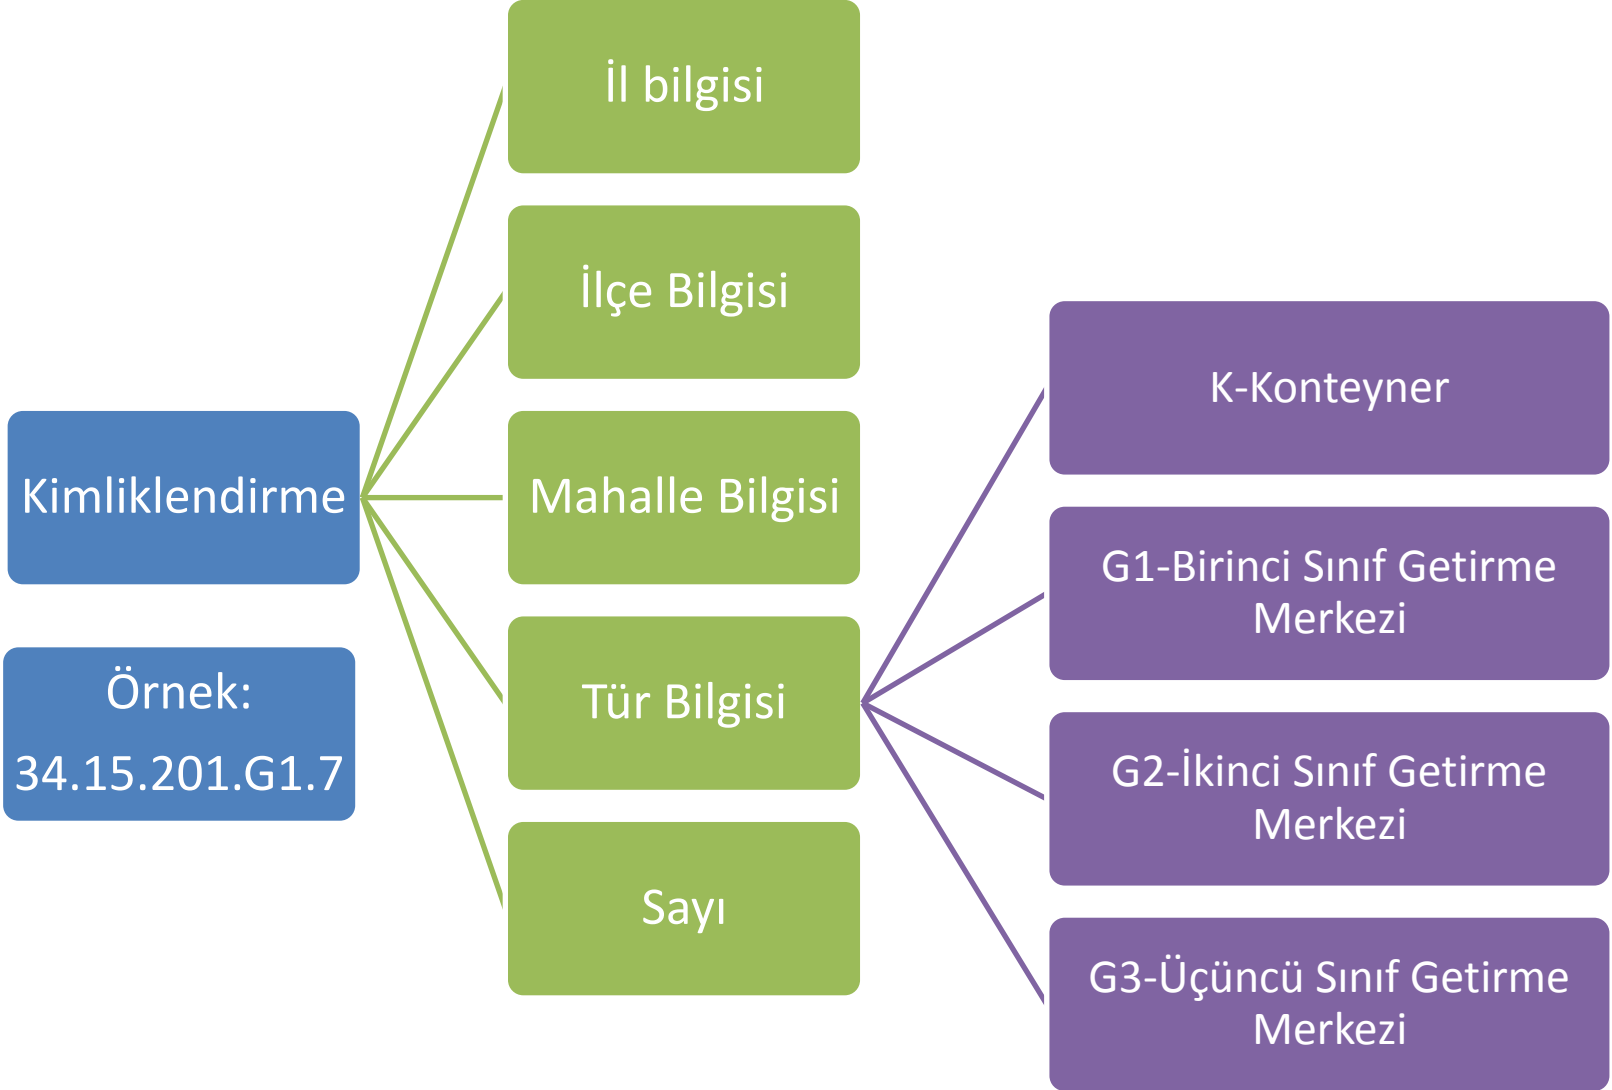 Kimliklendirme
Örnek:
34.15.201.G1.7
İl bilgisi
İlçe Bilgisi
Mahalle Bilgisi
Tür Bilgisi
Sayı
K-Konteyner
G1-Birinci Sınıf Getirme
Merkezi
G2-İkinci Sınıf Getirme
Merkezi
G3-Üçüncü Sınıf Getirme
Merkezi